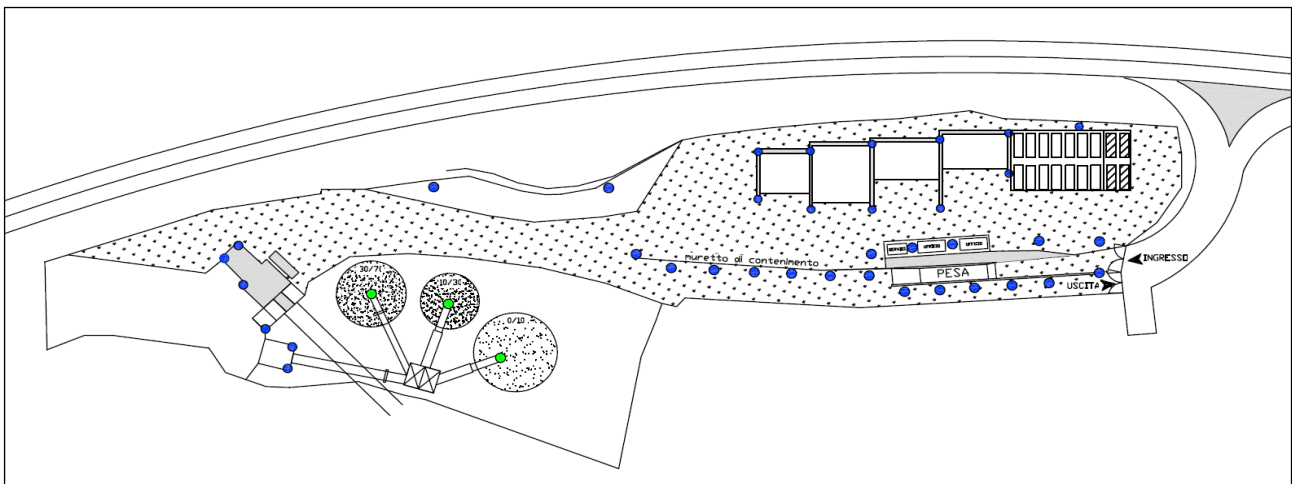 SERVIZI
UFFICIO
UFFICIO
muretto di contenimento
INGRESSO
PESA
USCITA
30/70
10/30
0/10